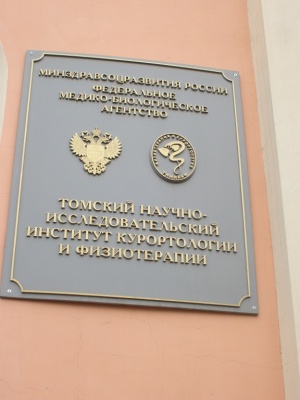 МИНЗДРАВСОЦРАЗВИТИЯ РОССИИ
ФЕДЕРАЛЬНОЕ
МЕДИКО-БИОЛОГИЧЕСКОЕ
АГЕНТСТВО
ТОМСКИЙ НАУЧНО-
ИССЛЕДОВАТЕЛЬСКИЙ
ИНСТИТУТ КУРОРТОЛОГИИ
И ФИЗИОТЕРАПИИ